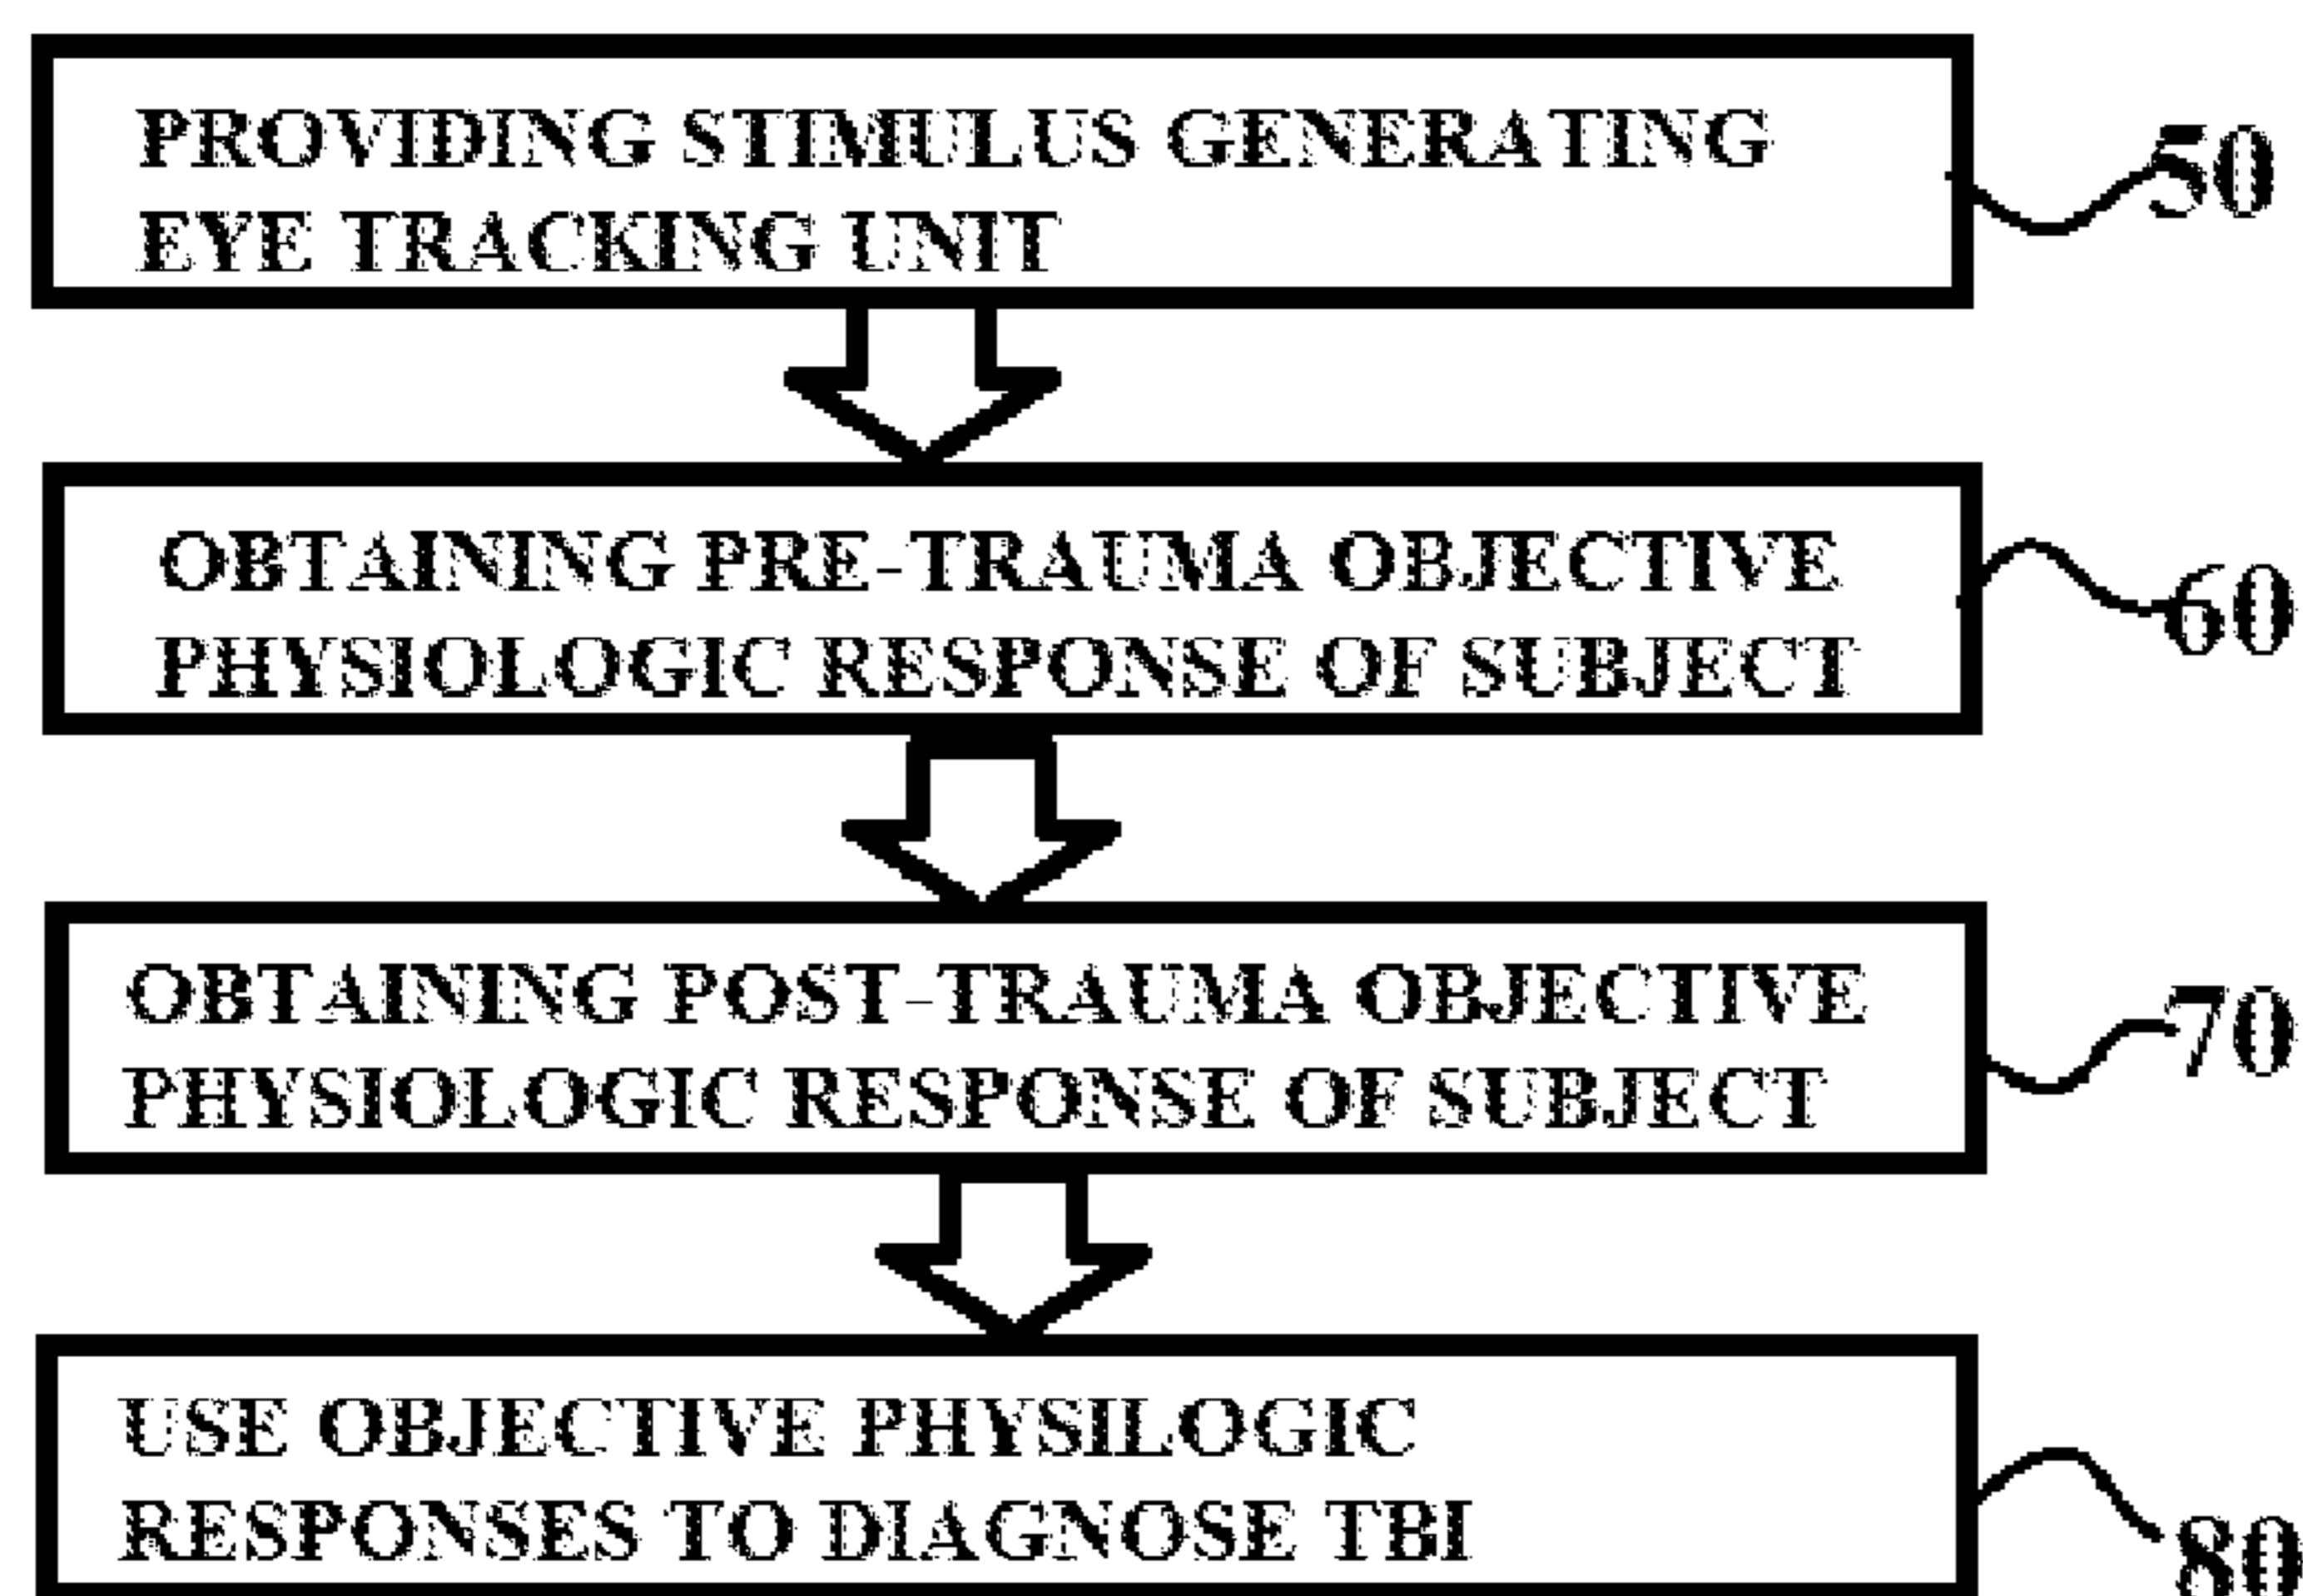 PROVIDING STIMULUS GENERATING
EYE TRACKING UNIT
50
OBTAINING PRE-TRAUMA OBJECTIVE
PHYSIOLOGIC RESPONSE OF SUBJECT
60
OBTAINING POST-TRAUMA OBJECTIVE
PHYSIOLOGIC RESPONSE OF SUBJECT
70
USE OBJECTIVE PHYSILOGIC
RESPONSES TO DIAGNOSE TBI
80